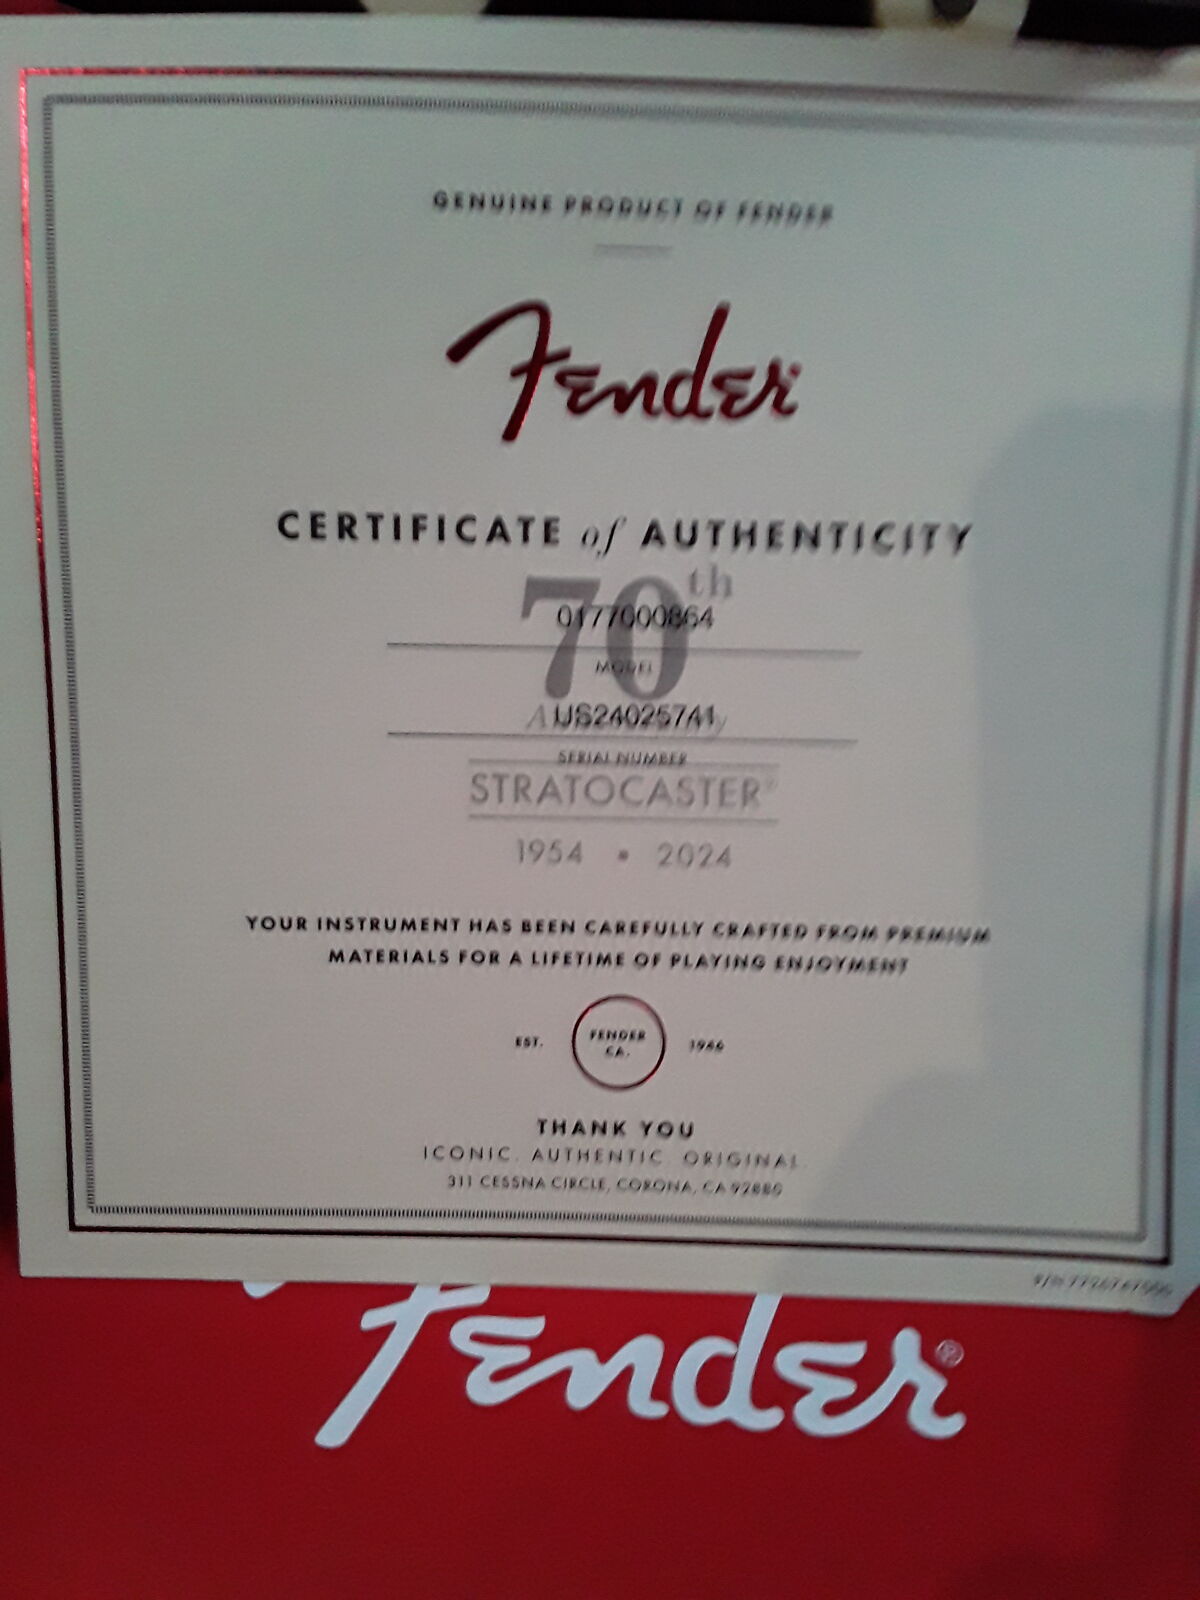 GENUINE PRODUCT OF FENDER
Fender
CERTIFICATE of AUTHENTICITY
70th
0177000864
MODEL
US24025741
SERIAL NUMBER
STRATOCASTER®
1954 • 2024
YOUR INSTRUMENT HAS BEEN CAREFULLY CRAFTED FROM PREMIUM
MATERIALS FOR A LIFETIME OF PLAYING ENJOYMENT
EST. FENDER CA. 1946
THANK YOU
ICONIC. AUTHENTIC. ORIGINAL.
311 CESSNA CIRCLE, CORONA, CA 92880
Fender®